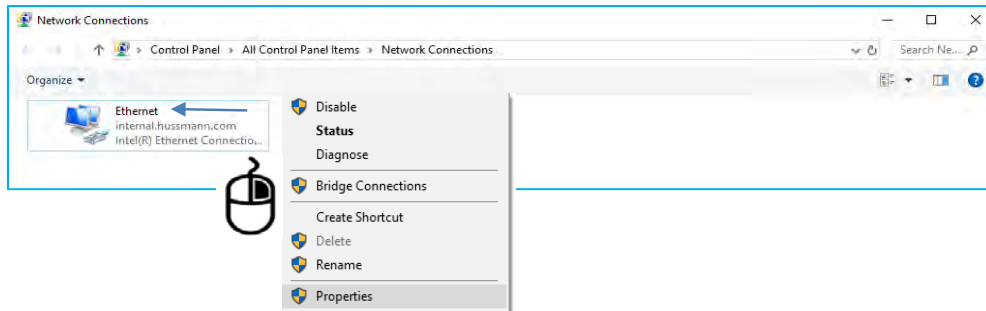 Network Connections
Control Panel > All Control Panel Items > Network Connections
Search Ne...
Organize
Ethernet
internal.hussmann.com
Intel(R) Ethernet Connectio...
Disable
Status
Diagnose
Bridge Connections
Create Shortcut
Delete
Rename
Properties